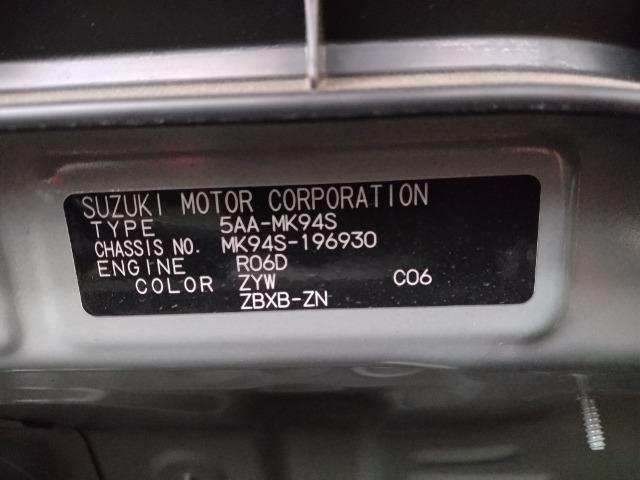 SUZUKI MOTOR CORPORATION
TYPE 5AA-MK94S
CHASSIS NO. MK94S-196930
ENGINE R06D
COLOR ZYW C06
ZBXB-ZN